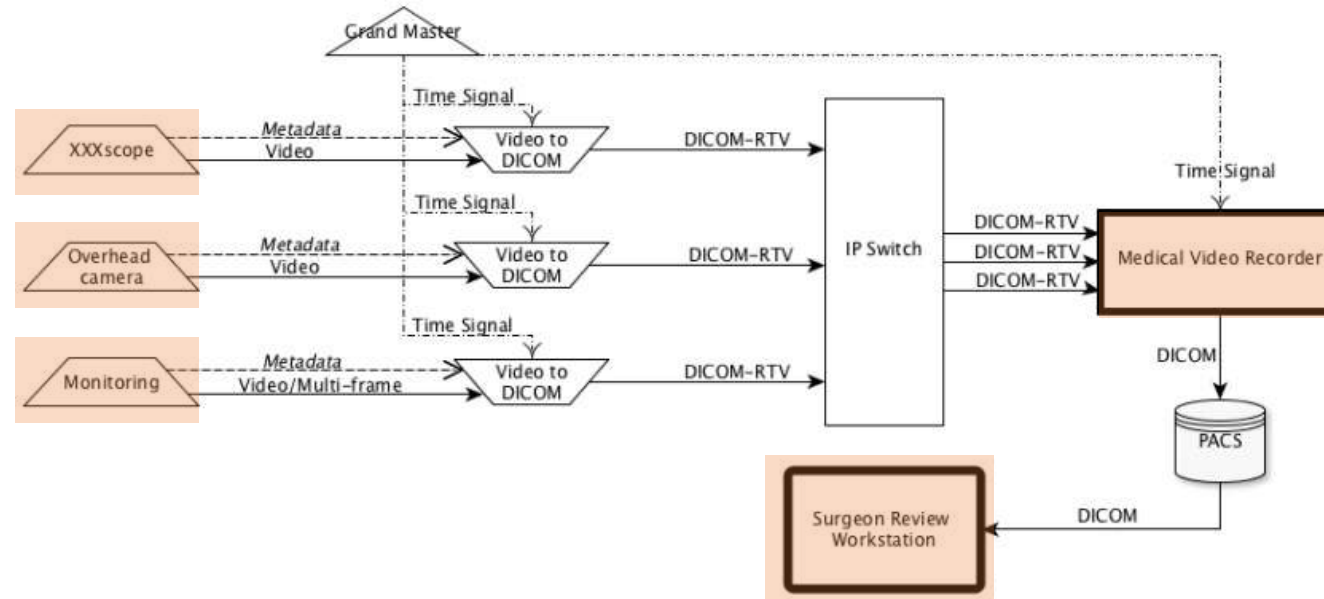 Grand Master
Time Signal
Metadata
XXXscope
Video
Video to
DICOM
DICOM-RTV
Time Signal
Time Signal
Metadata
Overhead
camera
Video
Video to
DICOM
DICOM-RTV
IP Switch
DICOM-RTV
DICOM-RTV
DICOM-RTV
Medical Video Recorder
Time Signal
Metadata
Monitoring
Video/Multi-frame
Video to
DICOM
DICOM-RTV
DICOM
PACS
DICOM
Surgeon Review
Workstation